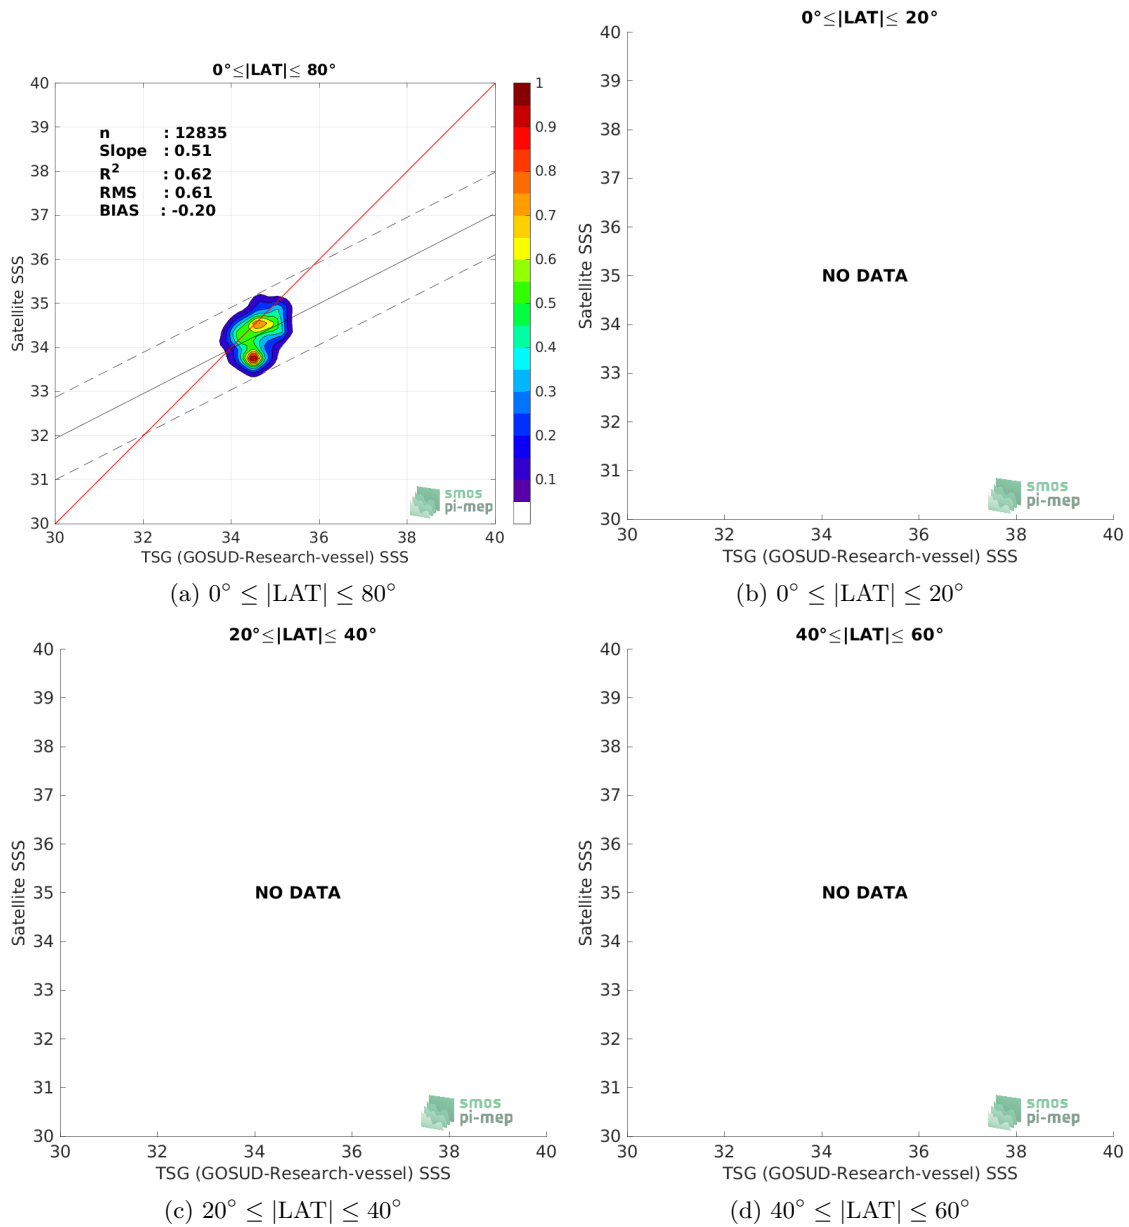 0°≤|LAT|≤ 80°
40
39
38
37
36
35
34
33
32
31
30
Satellite SSS
n : 12835
Slope : 0.51
R² : 0.62
RMS : 0.61
BIAS : -0.20
smos
pi-mep
30 32 34 36 38 40
TSG (GOSUD-Research-vessel) SSS
1
0.9
0.8
0.7
0.6
0.5
0.4
0.3
0.2
0.1
(a) 0° ≤ |LAT| ≤ 80°
0°≤|LAT|≤ 20°
40
39
38
37
36
35
34
33
32
31
30
Satellite SSS
NO DATA
smos
pi-mep
30 32 34 36 38 40
TSG (GOSUD-Research-vessel) SSS
(b) 0° ≤ |LAT| ≤ 20°
20°≤|LAT|≤ 40°
40
39
38
37
36
35
34
33
32
31
30
Satellite SSS
NO DATA
smos
pi-mep
30 32 34 36 38 40
TSG (GOSUD-Research-vessel) SSS
(c) 20° ≤ |LAT| ≤ 40°
40°≤|LAT|≤ 60°
40
39
38
37
36
35
34
33
32
31
30
Satellite SSS
NO DATA
smos
pi-mep
30 32 34 36 38 40
TSG (GOSUD-Research-vessel) SSS
(d) 40° ≤ |LAT| ≤ 60°